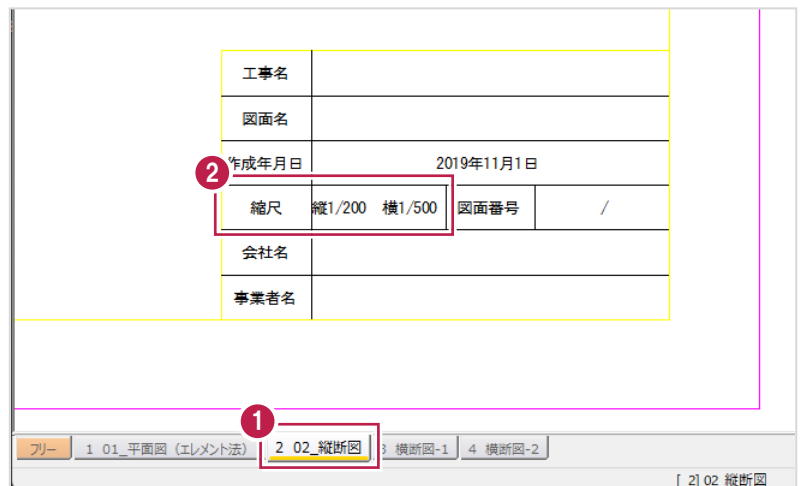 工事名
図面名
作成年月日 2019年11月1日
2
縮尺 縦1/200 横1/500 図面番号 /
会社名
事業者名
1
フリー 1 01_平面図（エレメント法） 2 02_縦断図 3 横断図-1 4 横断図-2
[ 2] 02 縦断図